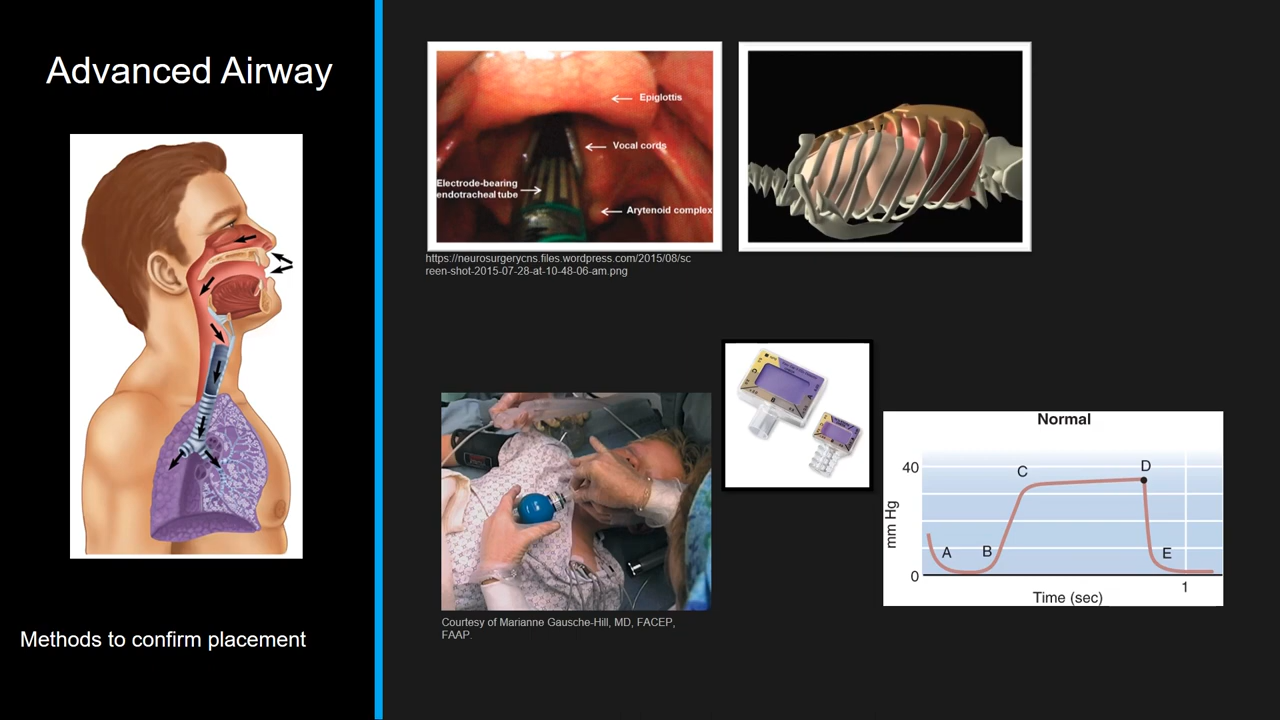 Advanced Airway
Methods to confirm placement
Epiglottis
Vocal cords
Electrode-bearing
endotracheal tube
Arytenoid complex
https://neurosurgerycns.files.wordpress.com/2015/08/sc
reen-shot-2015-07-28-at-10-48-06-am.png
Courtesy of Marianne Gausche-Hill, MD, FACEP,
FAAP.
Normal
40
C
D
mm Hg
A
B
E
0
1
Time (sec)